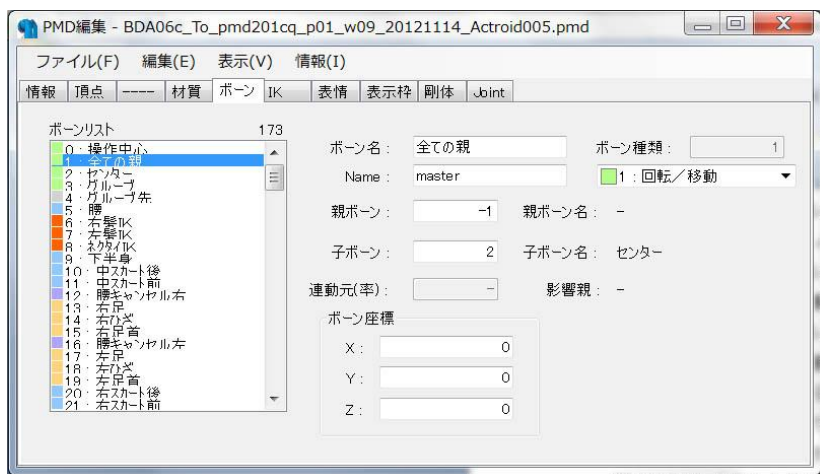 PMD編集 - BDA06c_To_pmd201cq_p01_w09_20121114_Actroid005.pmd
ファイル(F) 編集(E) 表示(V) 情報(I)
情報 頂点 ---- 材質 ボーン IK 表情 表示枠 剛体 Joint
ボーンリスト 173
0 : 操作中心
1 : 全ての親
2 : センター
3 : グルーブ
4 : グルーブ先
5 : 腰
6 : 右髪IK
7 : 左髪IK
8 : ネクタイIK
9 : 下半身
10 : 中スカート後
11 : 中スカート前
12 : 腰キャンセル右
13 : 右足
14 : 右ひざ
15 : 右足首
16 : 腰キャンセル左
17 : 左足
18 : 左ひざ
19 : 左足首
20 : 右スカート後
21 : 右スカート前
ボーン名 : 全ての親 ボーン種類 : 1
Name : master 1 : 回転／移動
親ボーン : -1 親ボーン名 : -
子ボーン : 2 子ボーン名 : センター
連動元(率) : - 影響親 : -
ボーン座標
X : 0
Y : 0
Z : 0